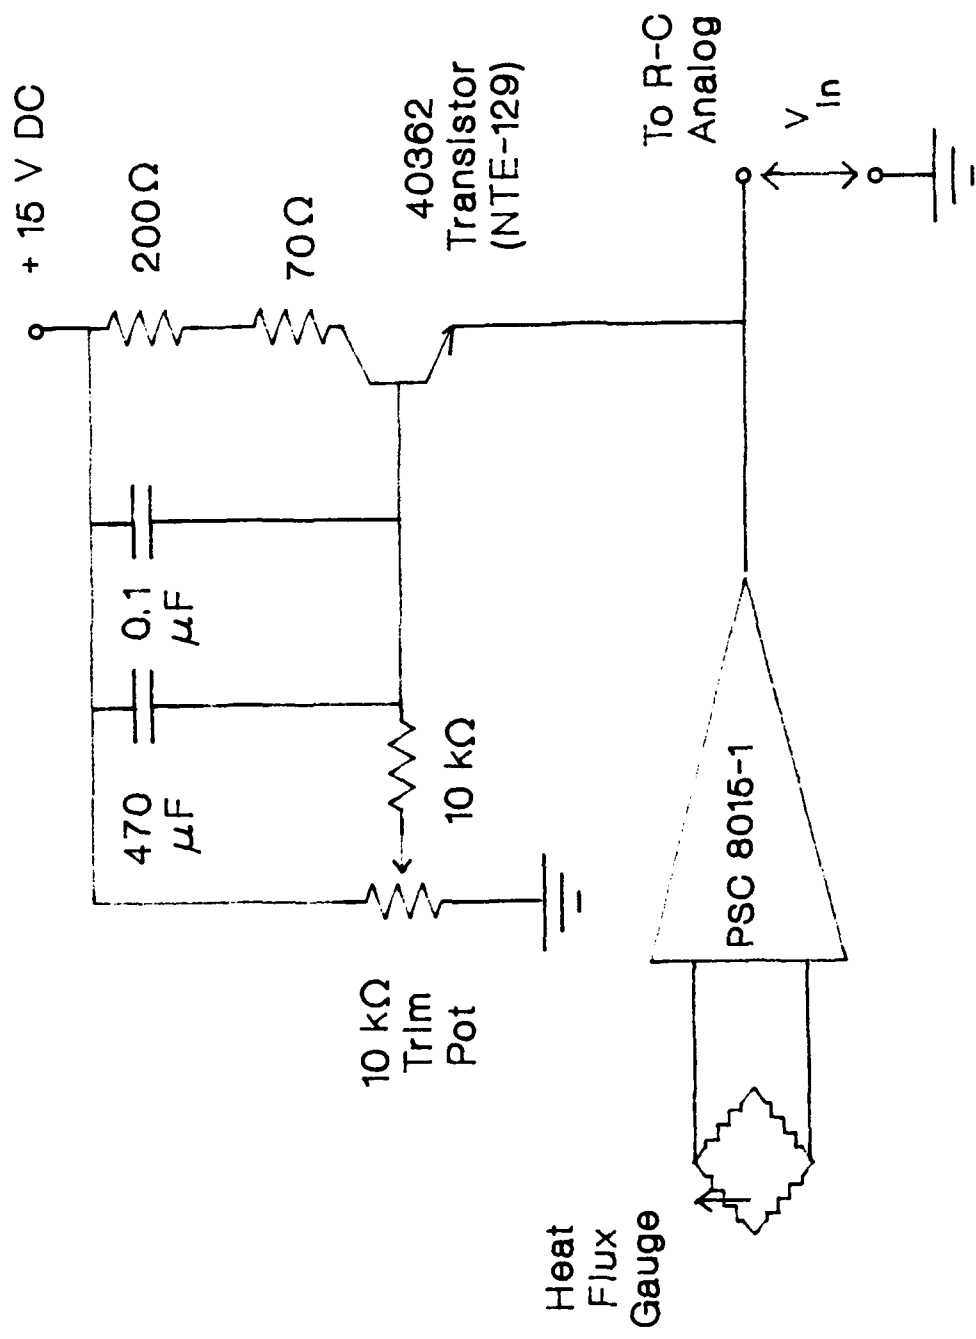 + 15 V DC
200Ω
70Ω
40362
Transistor
(NTE-129)
To R-C
Analog
V In
0.1
μF
470
μF
10 kΩ
10 kΩ
Trim
Pot
PSC 8015-1
Heat
Flux
Gauge